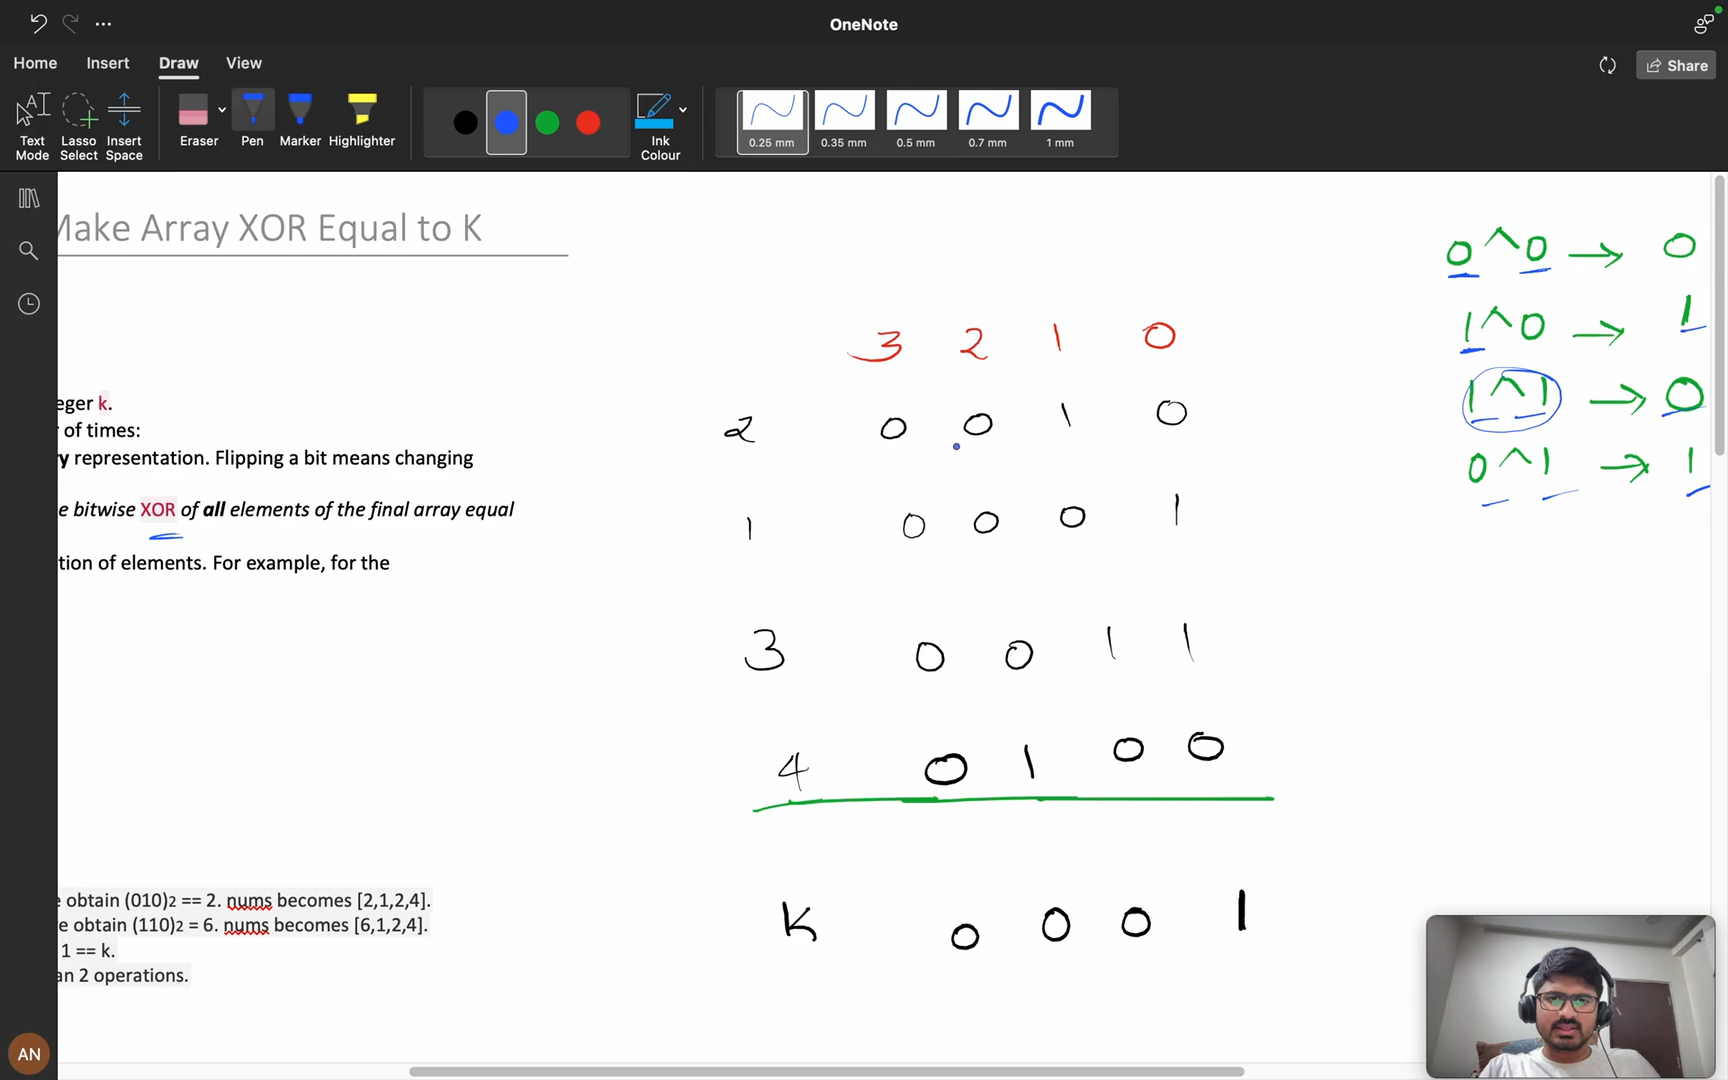 OneNote
Home Insert Draw View
Share
Text Mode
Lasso Select
Insert Space
Eraser
Pen
Marker
Highlighter
Ink Colour
0.25 mm
0.35 mm
0.5 mm
0.7 mm
1 mm
Make Array XOR Equal to K
eger k.
r of times:
ry representation. Flipping a bit means changing
e bitwise XOR of all elements of the final array equal
tion of elements. For example, for the
e obtain (010)2 == 2. nums becomes [2,1,2,4].
ve obtain (110)2 = 6. nums becomes [6,1,2,4].
1 == k.
an 2 operations.
3 2 1 0
2 0 0 1 0
1 0 0 0 1
3 0 0 1 1
4 0 1 0 0
K 0 0 0 1
0^0 → 0
1^0 → 1
1^1 → 0
0^1 → 1
AN